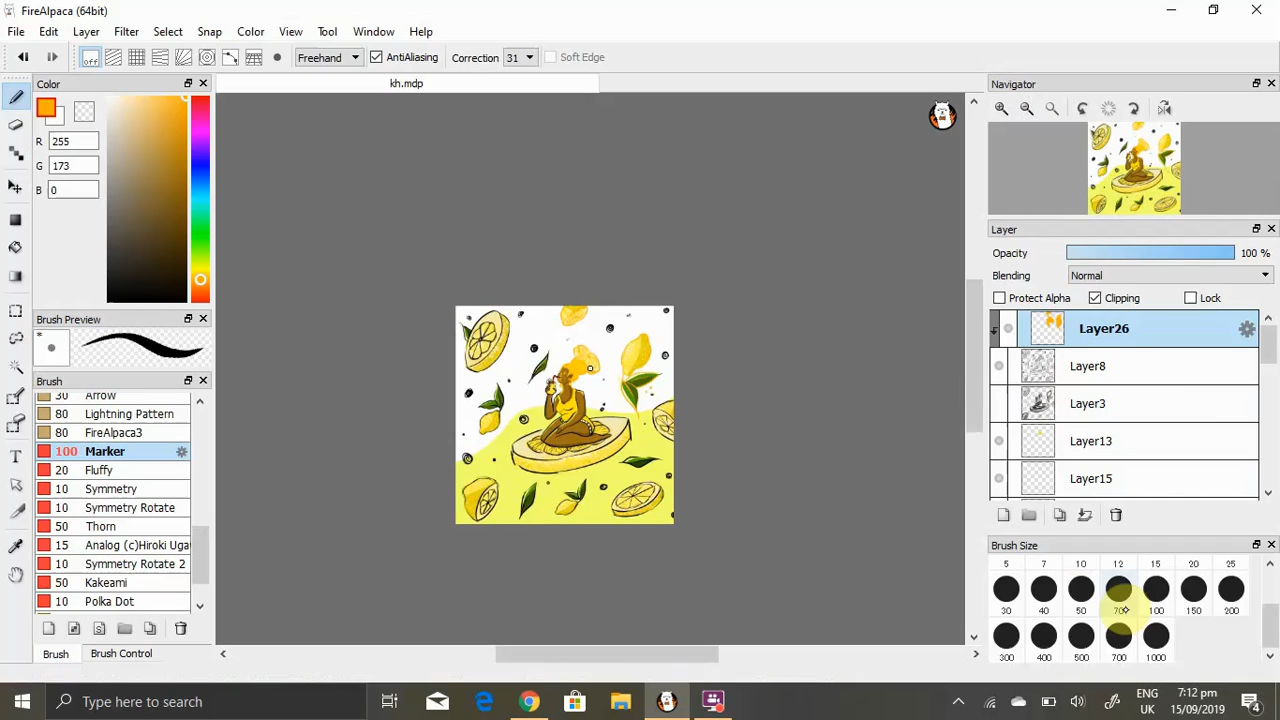 FireAlpaca (64bit)
File Edit Layer Filter Select Snap Color View Tool Window Help
off Freehand AntiAliasing Correction 31 Soft Edge
Color kh.mdp Navigator
R 255
G 173
B 0
Layer
Opacity 100 %
Blending Normal
Protect Alpha Clipping Lock
Layer26
Layer8
Layer3
Layer13
Layer15
Brush Preview
*
Brush
30 Arrow
80 Lightning Pattern
80 FireAlpaca3
100 Marker
20 Fluffy
10 Symmetry
10 Symmetry Rotate
50 Thorn
15 Analog (c)Hiroki Uga
10 Symmetry Rotate 2
50 Kakeami
10 Polka Dot
Brush Brush Control
Brush Size
5 7 10 12 15 20 25
30 40 50 70 100 150 200
300 400 500 700 1000
Type here to search
ENG
UK
7:12 pm
15/09/2019
4